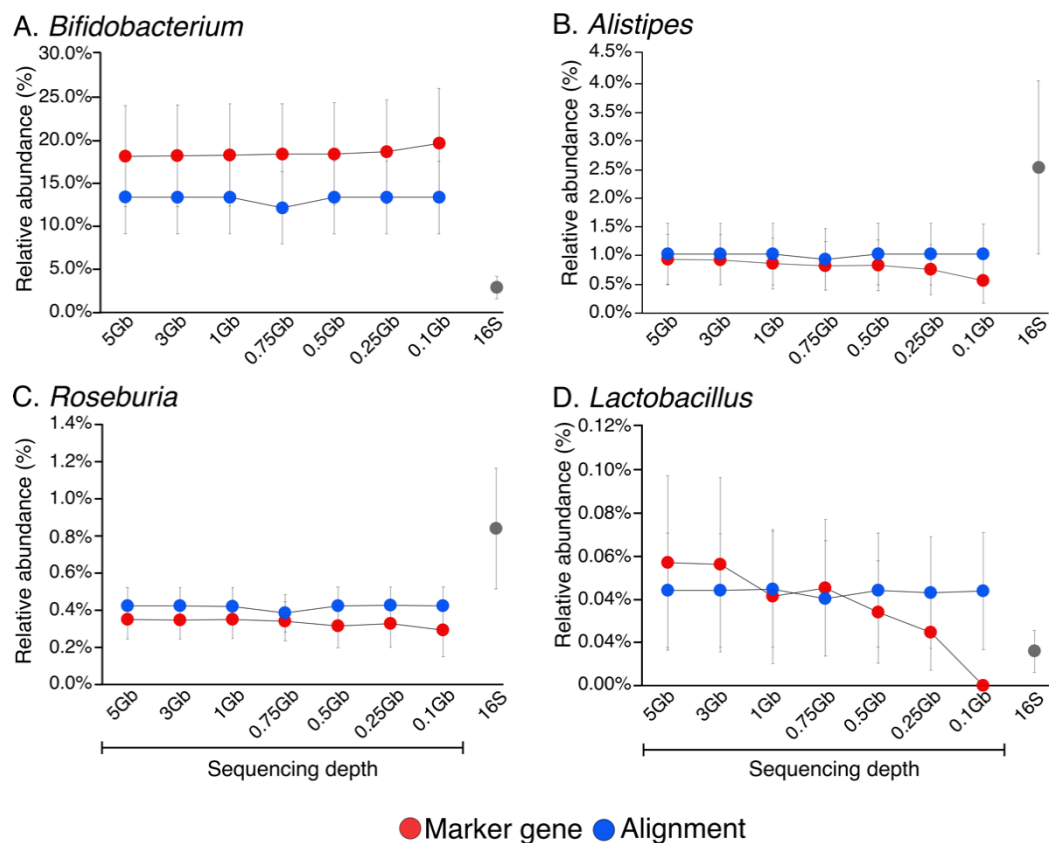 A. Bifidobacterium
Relative abundance (%)
30.0%
25.0%
20.0%
15.0%
10.0%
5.0%
0.0%
5Gb
3Gb
1Gb
0.75Gb
0.5Gb
0.25Gb
0.1Gb
16S
B. Alistipes
Relative abundance (%)
4.5%
4.0%
3.5%
3.0%
2.5%
2.0%
1.5%
1.0%
0.5%
0.0%
5Gb
3Gb
1Gb
0.75Gb
0.5Gb
0.25Gb
0.1Gb
16S
C. Roseburia
Relative abundance (%)
1.4%
1.2%
1.0%
0.8%
0.6%
0.4%
0.2%
0.0%
5Gb
3Gb
1Gb
0.75Gb
0.5Gb
0.25Gb
0.1Gb
16S
Sequencing depth
D. Lactobacillus
Relative abundance (%)
0.12%
0.10%
0.08%
0.06%
0.04%
0.04%
0.00%
5Gb
3Gb
1Gb
0.75Gb
0.5Gb
0.25Gb
0.1Gb
16S
Sequencing depth
Marker gene Alignment